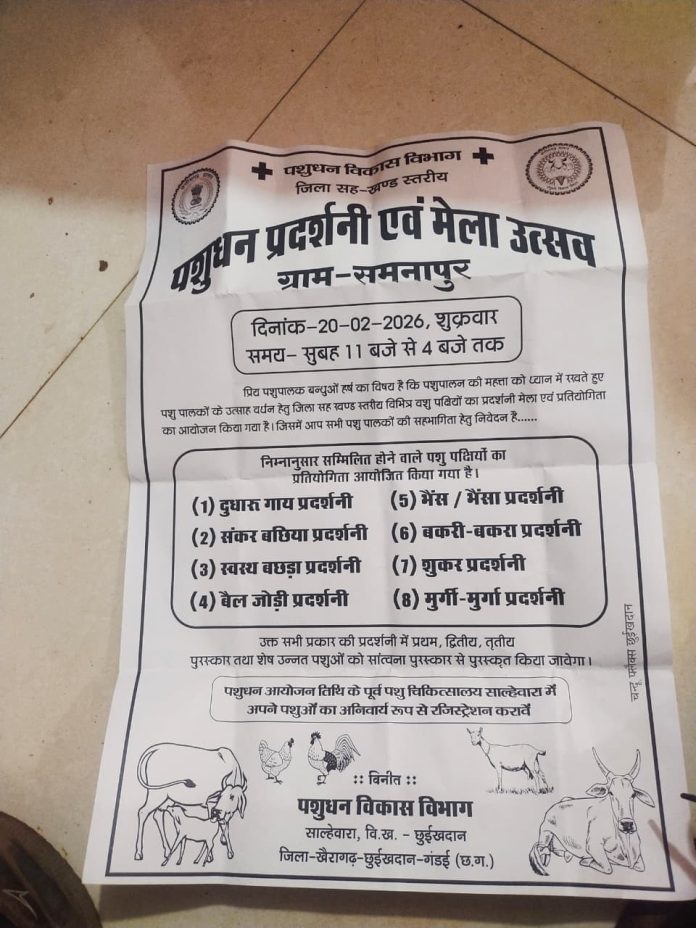 पशुधन विकास विभाग
जिला सह-खण्ड स्तरीय
पशुधन प्रदर्शनी एवं मेला उत्सव
ग्राम-समनापुर
दिनांक-20-02-2026, शुक्रवार
समय- सुबह 11 बजे से 4 बजे तक
प्रिय पशुपालक बन्धुओं हर्ष का विषय है कि पशुपालन की महत्ता को ध्यान में रखते हुए
पशु पालकों के उत्साह वर्धन हेतु जिला सह खण्ड स्तरीय विभिन्न पशु पक्षियों का प्रदर्शनी मेला एवं प्रतियोगिता
का आयोजन किया गया है। जिसमें आप सभी पशु पालकों की सहभागिता हेतु निवेदन है......
निम्नानुसार सम्मिलित होने वाले पशु पक्षियों का
प्रतियोगिता आयोजित किया गया है।
(1) दुधारु गाय प्रदर्शनी
(2) संकर बछिया प्रदर्शनी
(3) स्वस्थ बछड़ा प्रदर्शनी
(4) बैल जोड़ी प्रदर्शनी
(5) भैंस / भैंसा प्रदर्शनी
(6) बकरी-बकरा प्रदर्शनी
(7) शुकर प्रदर्शनी
(8) मुर्गी-मुर्गा प्रदर्शनी
उक्त सभी प्रकार की प्रदर्शनी में प्रथम, द्वितीय, तृतीय
पुरस्कार तथा शेष उन्नत पशुओं को सांत्वना पुरस्कार से पुरस्कृत किया जावेगा।
पशुधन आयोजन तिथि के पूर्व पशु चिकित्सालय साल्हेवारा में
अपने पशुओं का अनिवार्य रूप से रजिस्ट्रेशन करावें
:: विनीत ::
पशुधन विकास विभाग
साल्हेवारा, वि.ख. - छुईखदान
जिला-खैरागढ़-छुईखदान-गंडई (छ.ग.)
फ्लेक्स छुईखदान